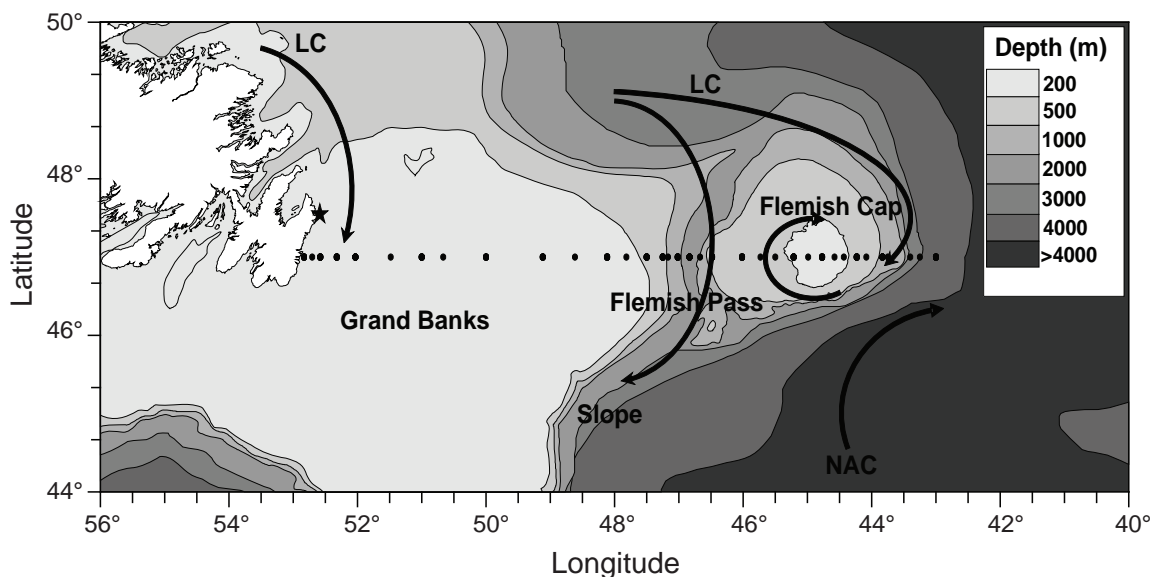 50°
48°
46°
44°
Latitude
LC
LC
Flemish Cap
Flemish Pass
Grand Banks
Slope
NAC
Depth (m)
200
500
1000
2000
3000
4000
>4000
56° 54° 52° 50° 48° 46° 44° 42° 40°
Longitude